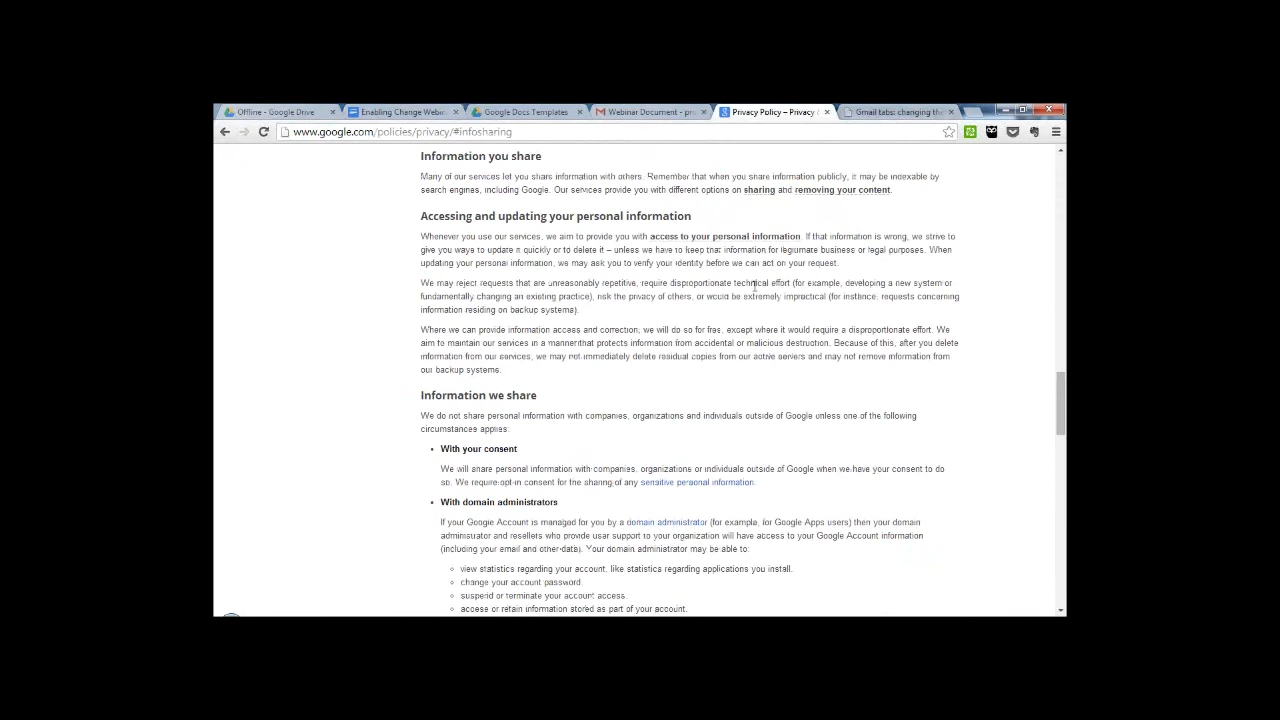 Offline - Google Drive
Enabling Change Webin
Google Docs Templates
Webinar Document - pr
Privacy Policy – Privacy
Gmail tabs: changing the
www.google.com/policies/privacy/#infosharing
Information you share
Many of our services let you share information with others. Remember that when you share information publicly, it may be indexable by
search engines, including Google. Our services provide you with different options on sharing and removing your content.
Accessing and updating your personal information
Whenever you use our services, we aim to provide you with access to your personal information. If that information is wrong, we strive to
give you ways to update it quickly or to delete it – unless we have to keep that information for legitimate business or legal purposes. When
updating your personal information, we may ask you to verify your identity before we can act on your request.
We may reject requests that are unreasonably repetitive, require disproportionate technical effort (for example, developing a new system or
fundamentally changing an existing practice), risk the privacy of others, or would be extremely impractical (for instance, requests concerning
information residing on backup systems).
Where we can provide information access and correction, we will do so for free, except where it would require a disproportionate effort. We
aim to maintain our services in a manner that protects information from accidental or malicious destruction. Because of this, after you delete
information from our services, we may not immediately delete residual copies from our active servers and may not remove information from
our backup systems.
Information we share
We do not share personal information with companies, organizations and individuals outside of Google unless one of the following
circumstances applies:
• With your consent
We will share personal information with companies, organizations or individuals outside of Google when we have your consent to do
so. We require opt-in consent for the sharing of any sensitive personal information.
• With domain administrators
If your Google Account is managed for you by a domain administrator (for example, for Google Apps users) then your domain
administrator and resellers who provide user support to your organization will have access to your Google Account information
(including your email and other data). Your domain administrator may be able to:
view statistics regarding your account, like statistics regarding applications you install.
change your account password.
suspend or terminate your account access.
access or retain information stored as part of your account.